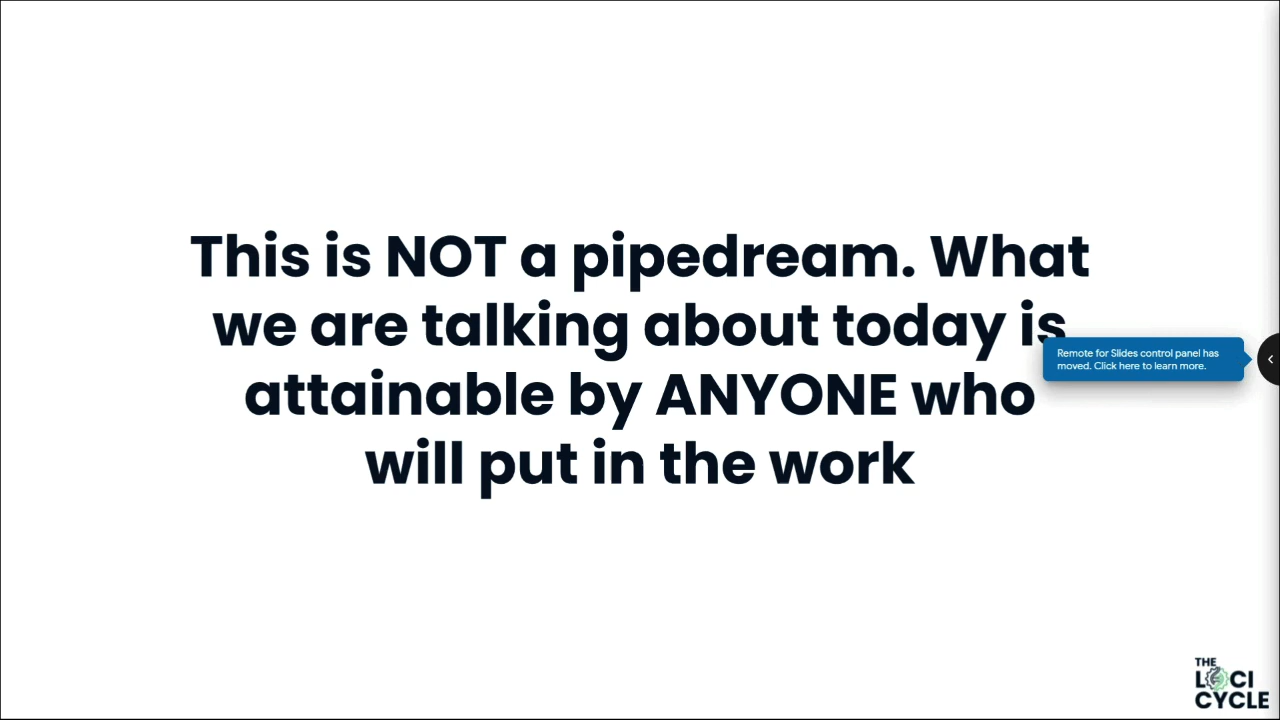 This is NOT a pipedream. What
we are talking about today is
attainable by ANYONE who
will put in the work
Remote for Slides control panel has
moved. Click here to learn more.
THE
LOCI
CYCLE